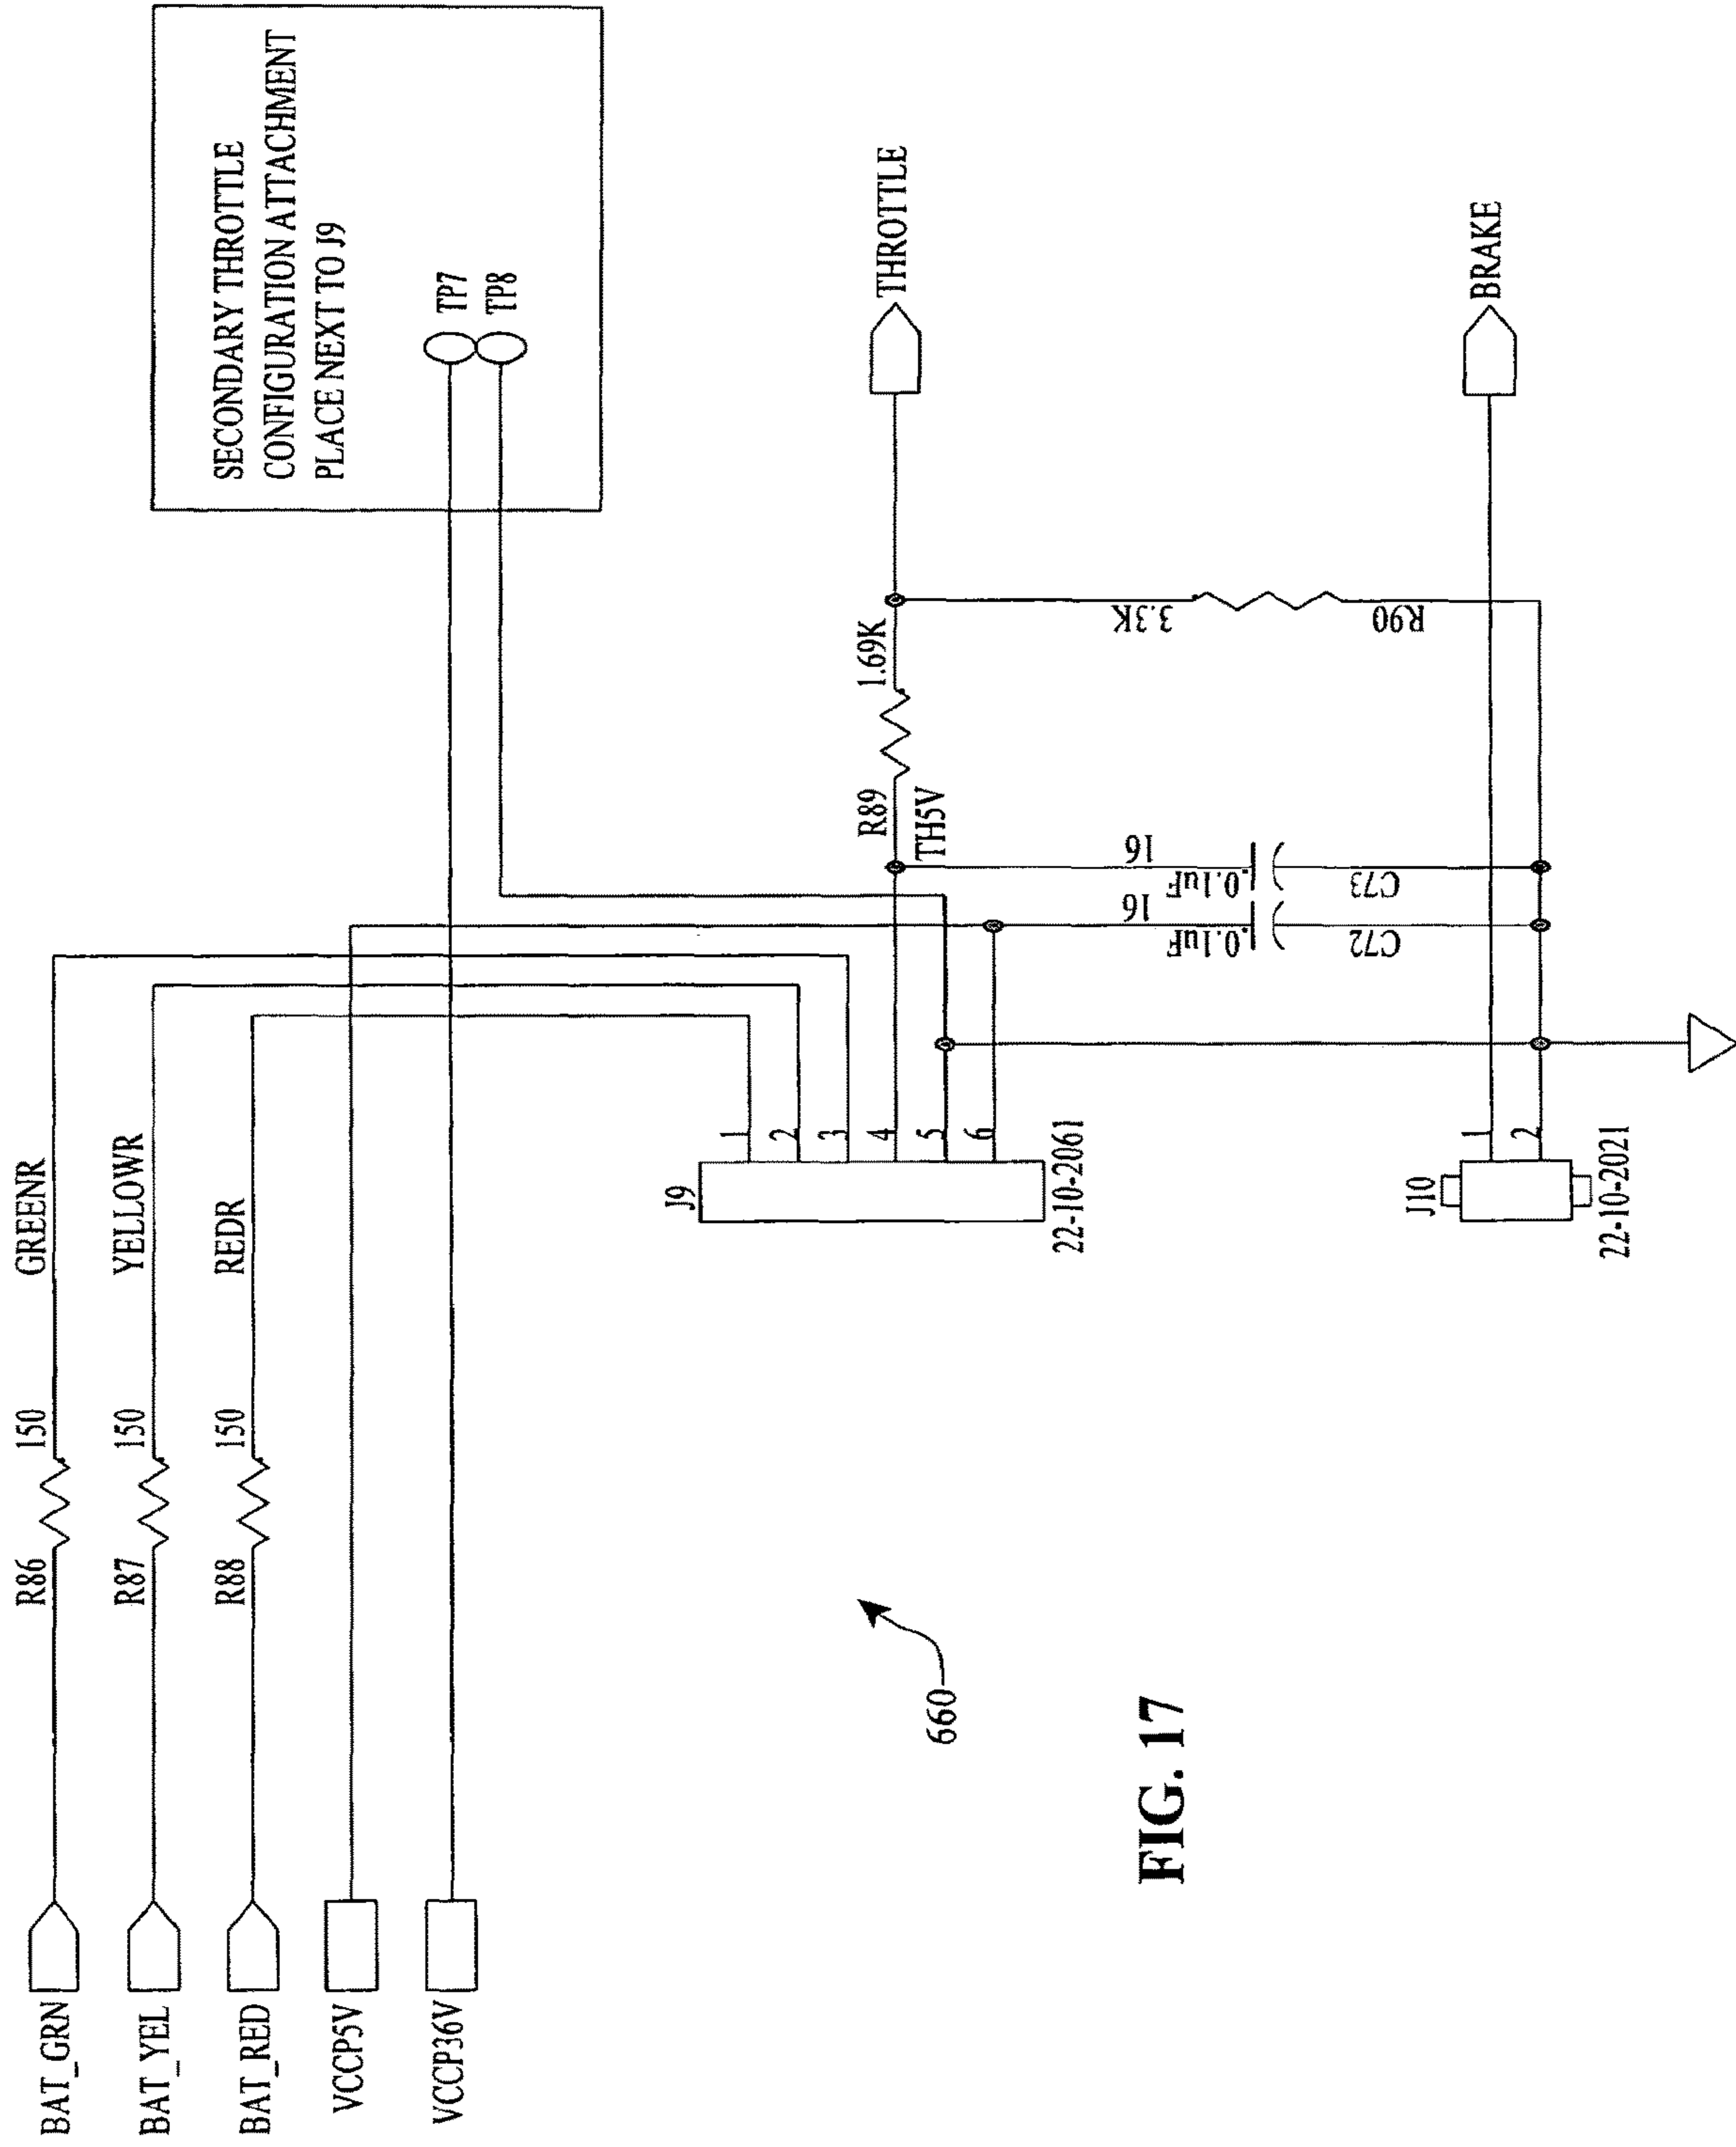 BAT_GRN
R86
150
GREENR
BAT_YEL
R87
150
YELLOWR
BAT_RED
R88
150
REDR
VCCP5V
VCCP36V
SECONDARY THROTTLE
CONFIGURATION ATTACHMENT
PLACE NEXT TO J9
TP7
TP8
J9
1
2
3
4
5
6
22-10-2061
R89
1.69K
TH5V
THROTTLE
16
0.1uF
C73
16
0.1uF
C72
3.3K
R90
BRAKE
J10
1
2
22-10-2021
660
FIG. 17